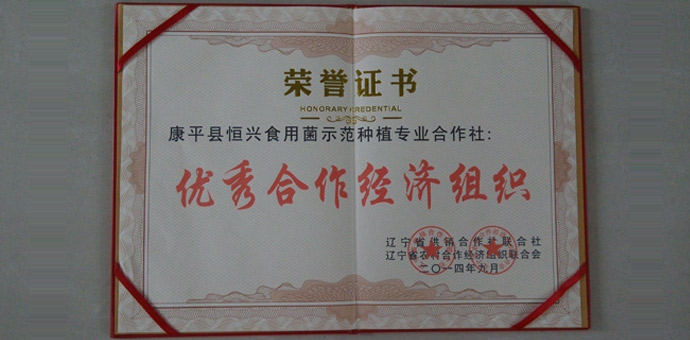 荣誉证书
HONGRARY CREDENTIAL
康平县恒兴食用菌示范种植专业合作社:
优秀合作经济组织
辽宁省供销合作社联合社
辽宁省农村合作经济组织联合会
二〇一四年九月